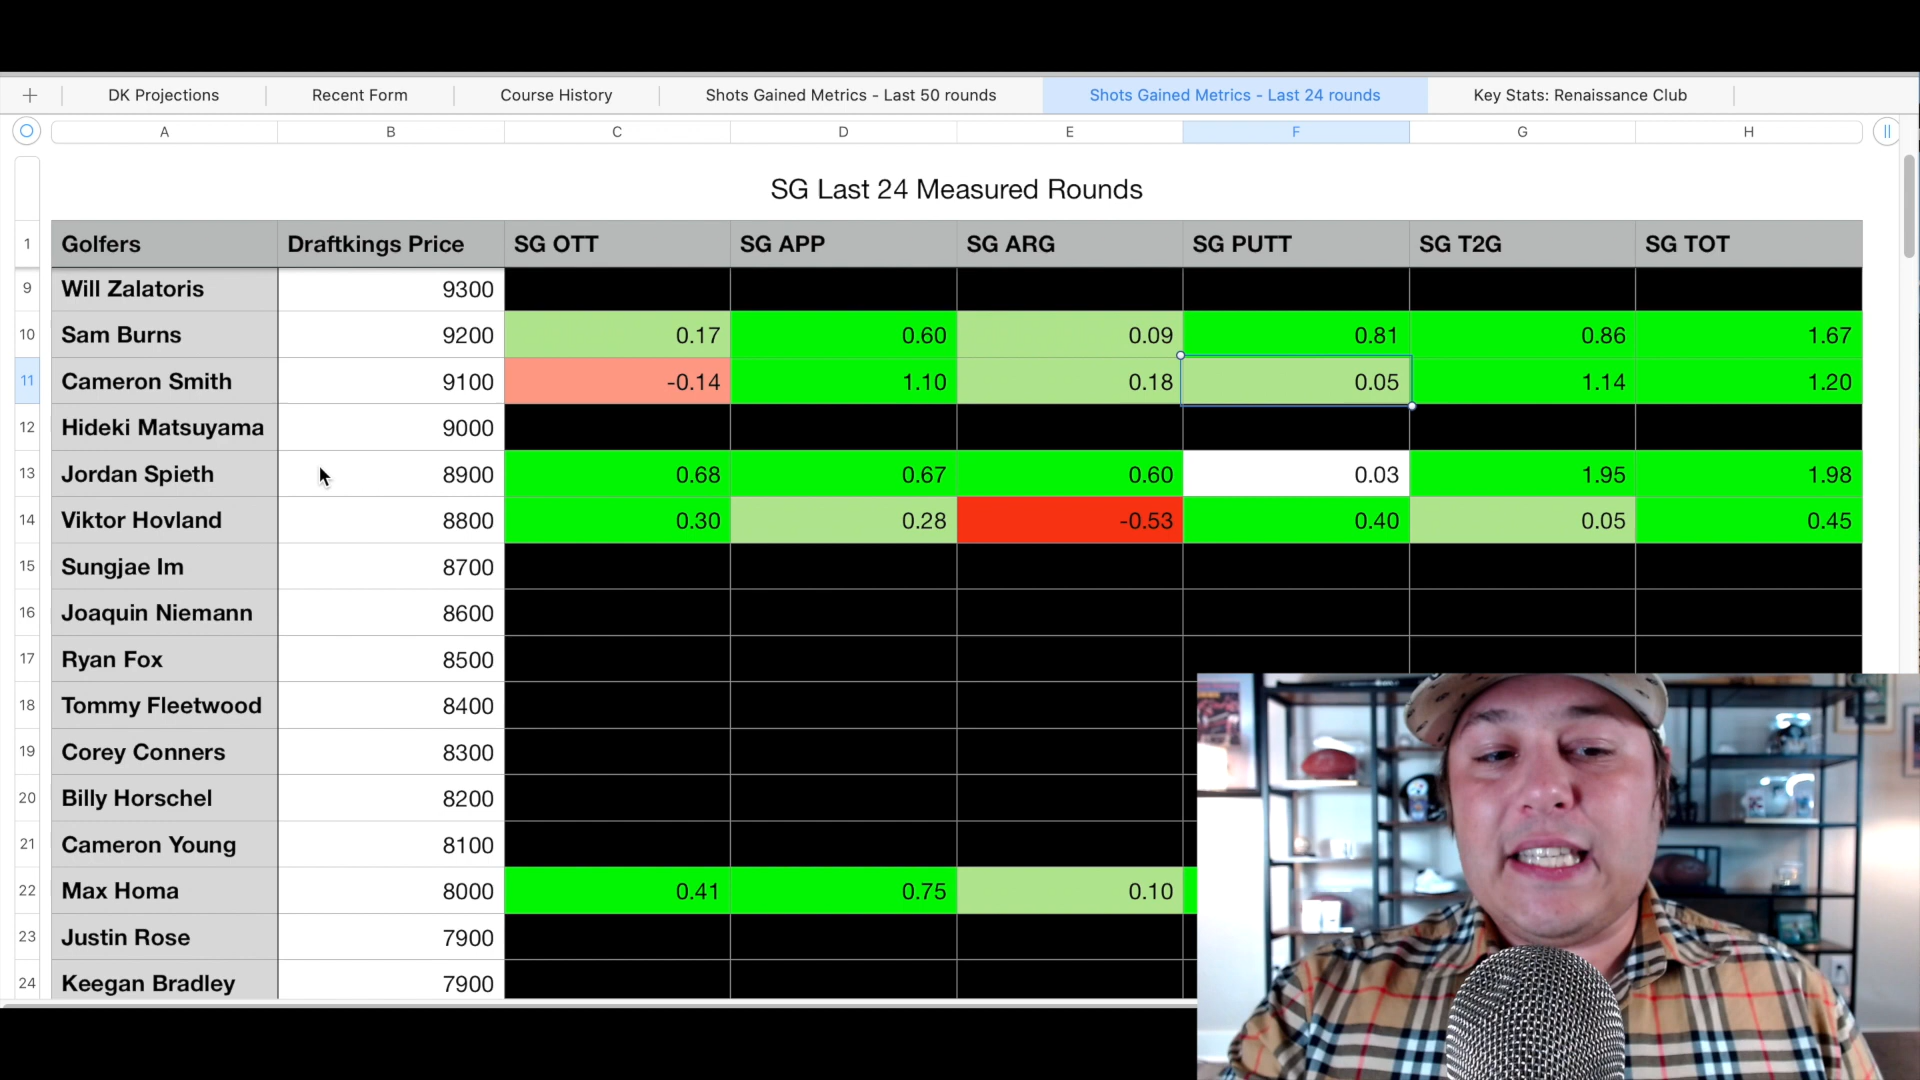 DK Projections Recent Form Course History Shots Gained Metrics - Last 50 rounds Shots Gained Metrics - Last 24 rounds Key Stats: Renaissance Club
A B C D E F G H
SG Last 24 Measured Rounds
1 Golfers Draftkings Price SG OTT SG APP SG ARG SG PUTT SG T2G SG TOT
9 Will Zalatoris 9300
10 Sam Burns 9200 0.17 0.60 0.09 0.81 0.86 1.67
11 Cameron Smith 9100 -0.14 1.10 0.18 0.05 1.14 1.20
12 Hideki Matsuyama 9000
13 Jordan Spieth 8900 0.68 0.67 0.60 0.03 1.95 1.98
14 Viktor Hovland 8800 0.30 0.28 -0.53 0.40 0.05 0.45
15 Sungjae Im 8700
16 Joaquin Niemann 8600
17 Ryan Fox 8500
18 Tommy Fleetwood 8400
19 Corey Conners 8300
20 Billy Horschel 8200
21 Cameron Young 8100
22 Max Homa 8000 0.41 0.75 0.10
23 Justin Rose 7900
24 Keegan Bradley 7900